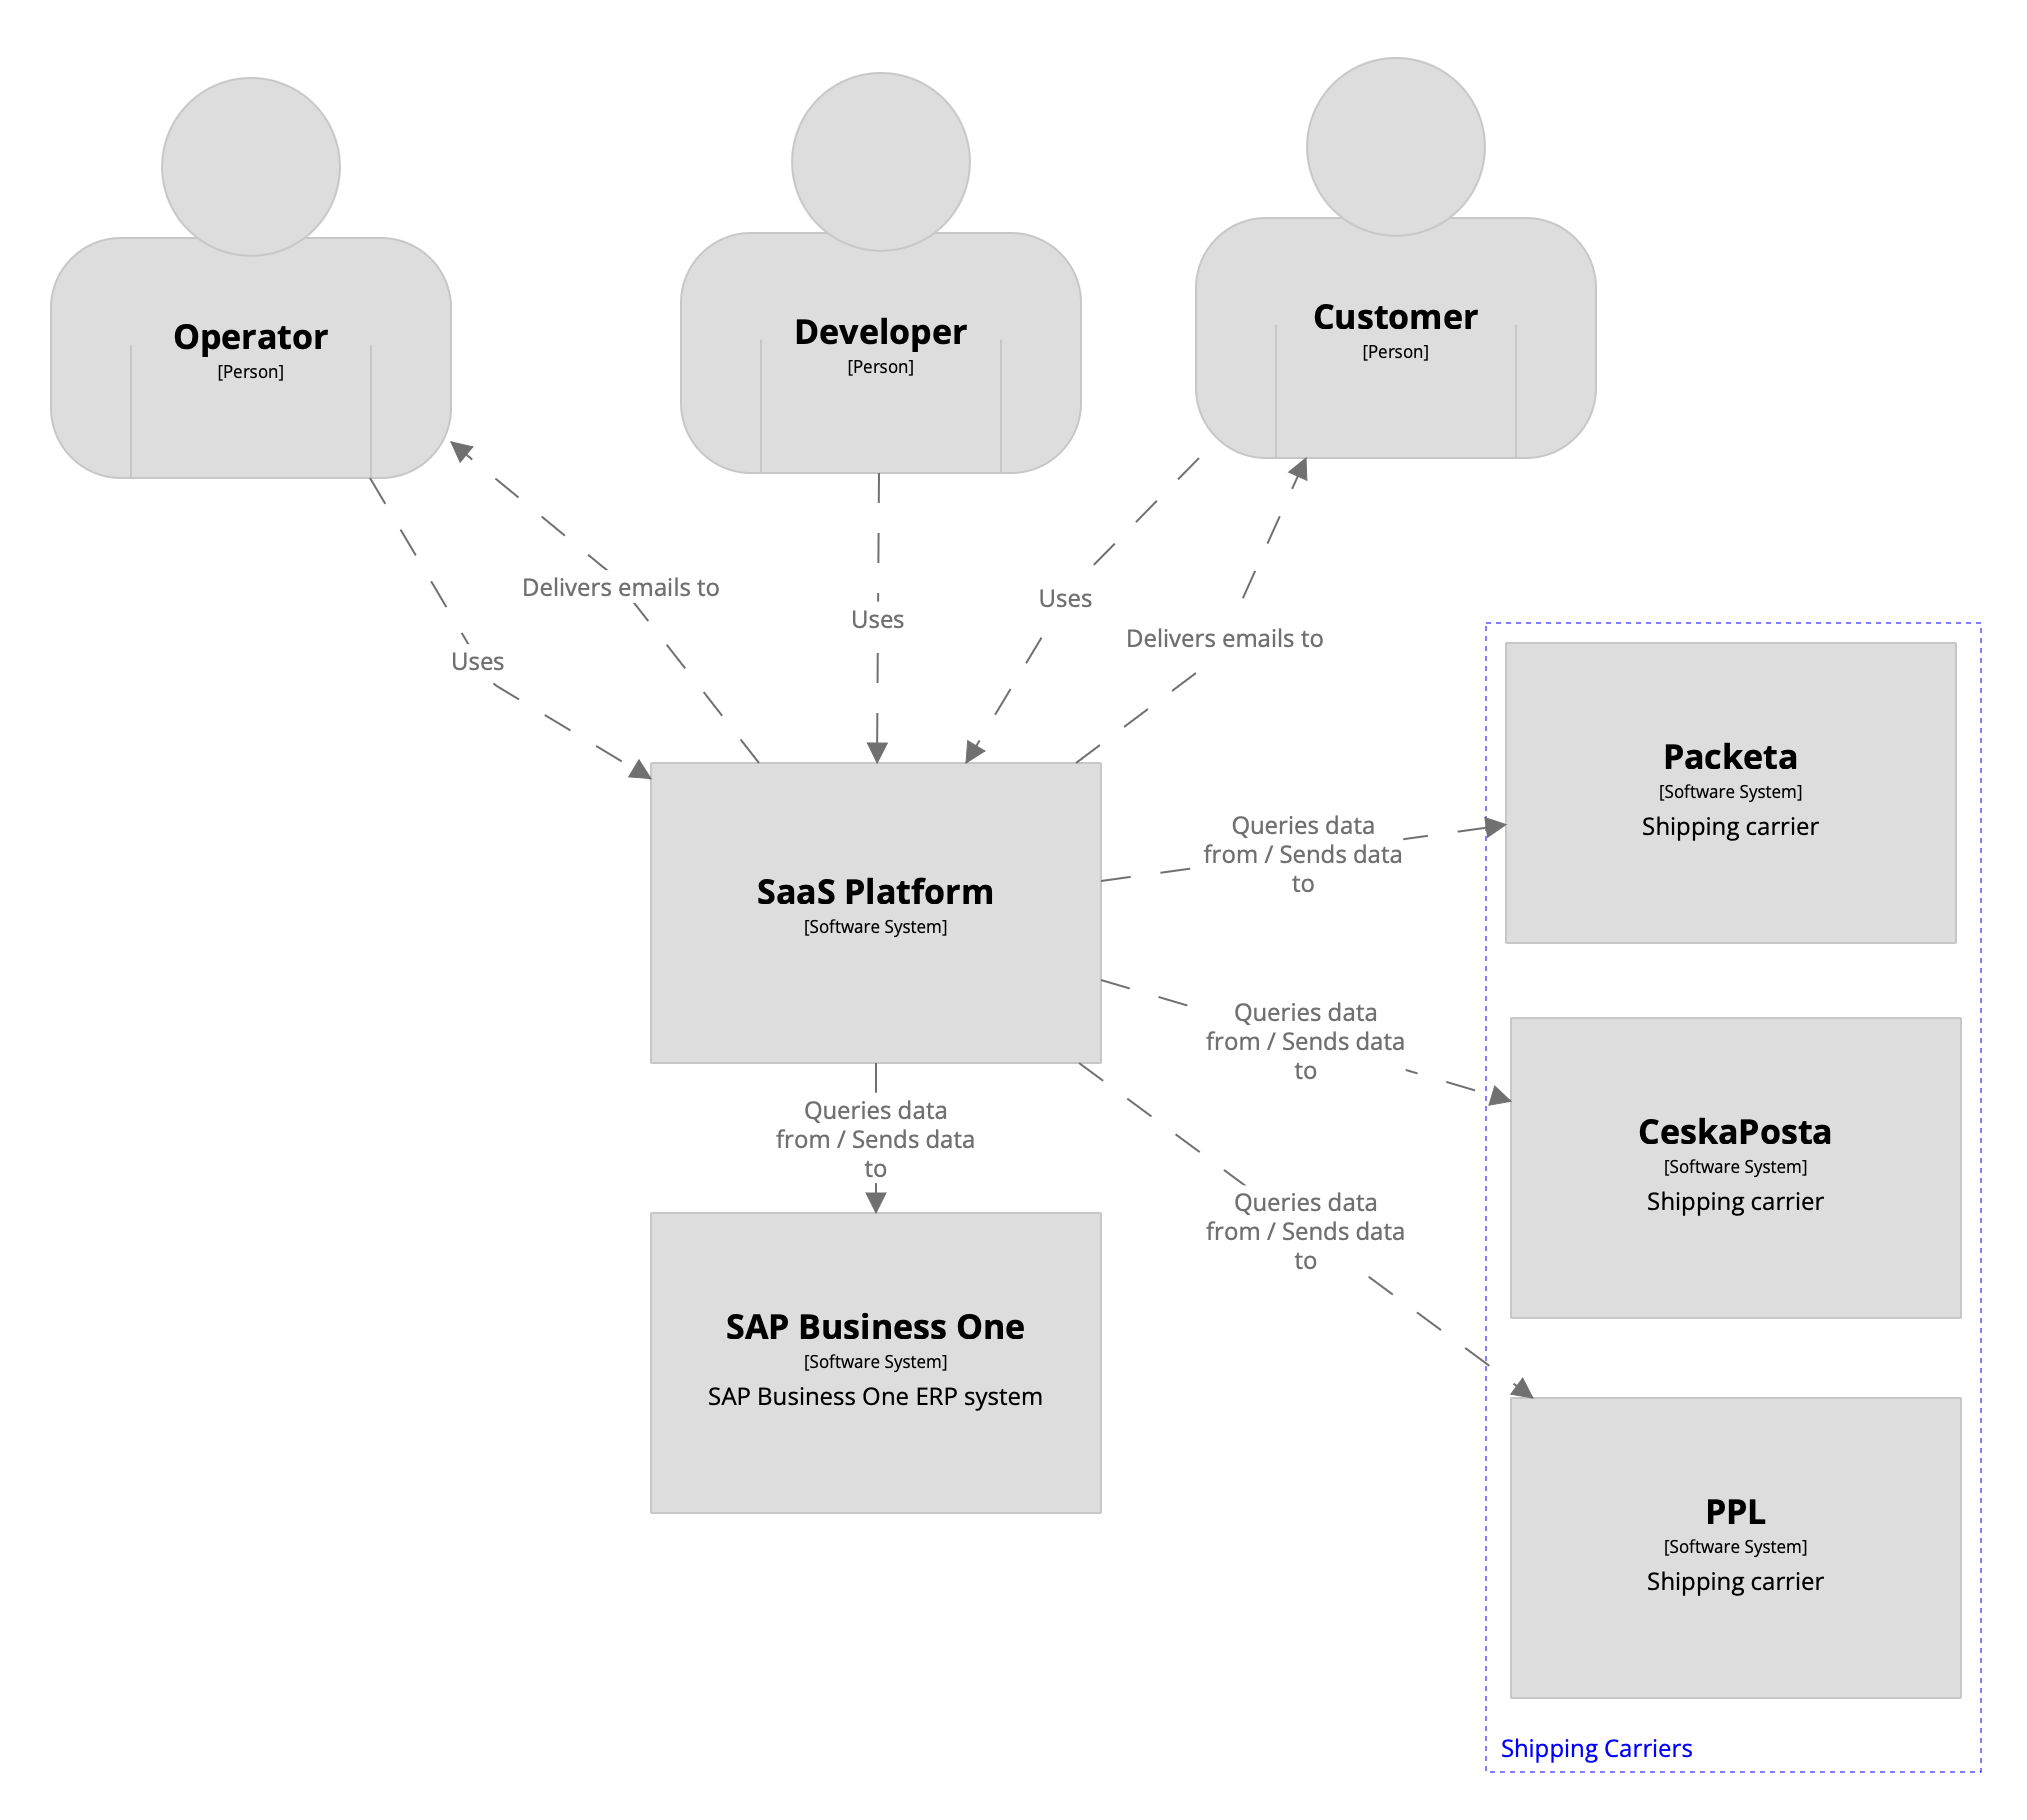 Operator
[Person]
Developer
[Person]
Customer
[Person]
Delivers emails to
Uses
Uses
Uses
Delivers emails to
SaaS Platform
[Software System]
Queries data
from / Sends data
to
Packeta
[Software System]
Shipping carrier
Queries data
from / Sends data
to
CeskaPosta
[Software System]
Shipping carrier
Queries data
from / Sends data
to
Queries data
from / Sends data
to
SAP Business One
[Software System]
SAP Business One ERP system
PPL
[Software System]
Shipping carrier
Shipping Carriers